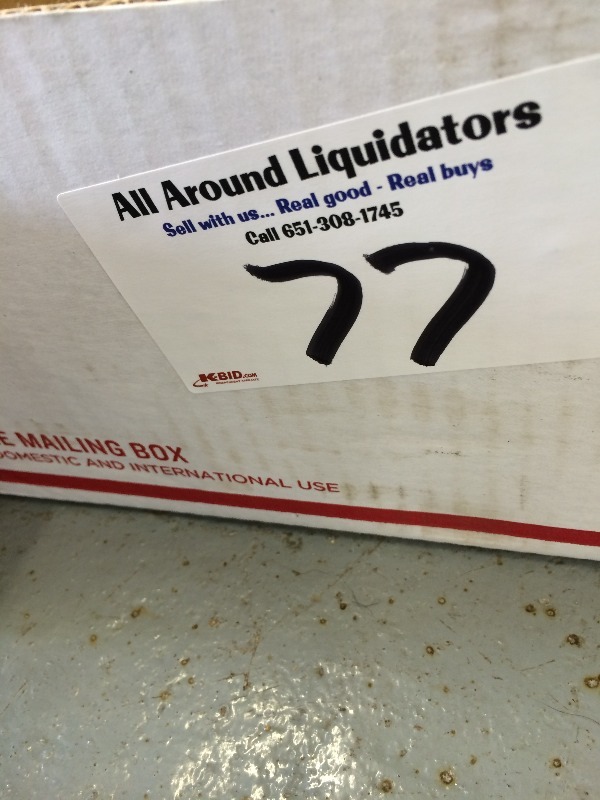 All Around Liquidators
Sell with us... Real good - Real buys
Call 651-308-1745
77
K-BID.COM
E MAILING BOX
DOMESTIC AND INTERNATIONAL USE